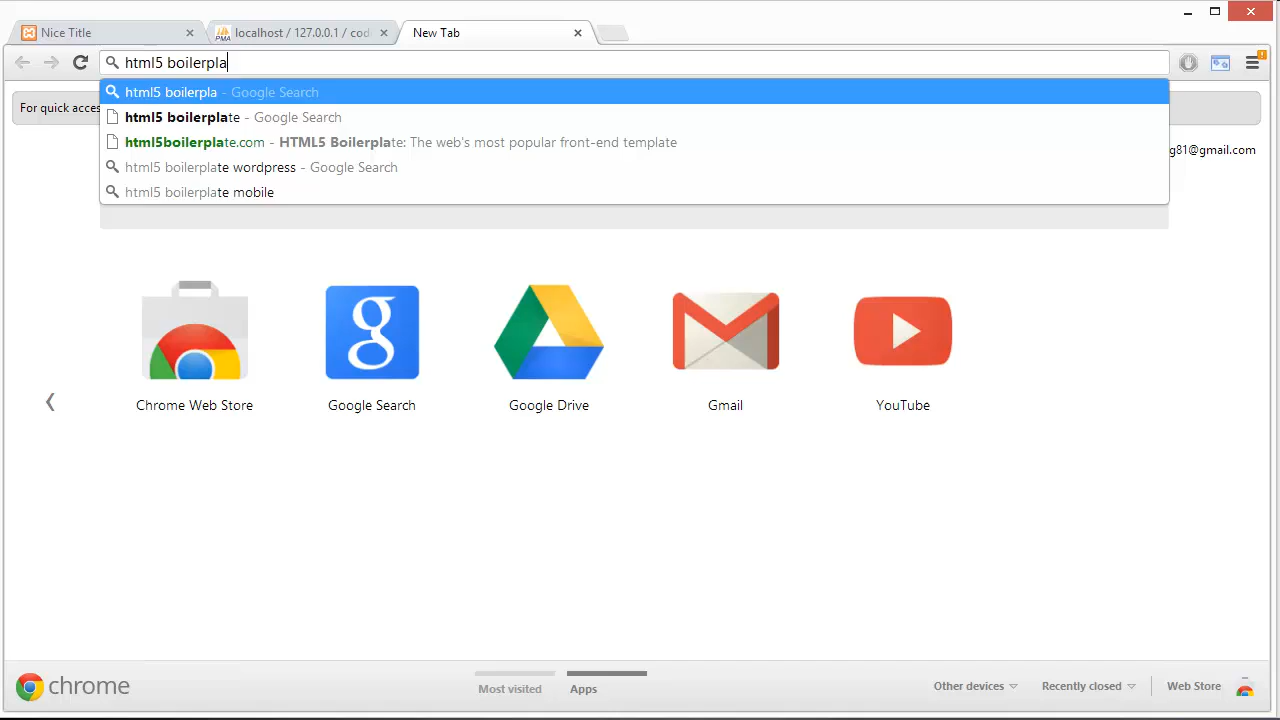 Nice Title
localhost / 127.0.0.1 / cod
New Tab
html5 boilerpla
html5 boilerpla - Google Search
html5 boilerplate - Google Search
html5boilerplate.com - HTML5 Boilerplate: The web's most popular front-end template
html5 boilerplate wordpress - Google Search
html5 boilerplate mobile
For quick acces
g81@gmail.com
Chrome Web Store
Google Search
Google Drive
Gmail
YouTube
chrome
Most visited
Apps
Other devices
Recently closed
Web Store
PMA
g